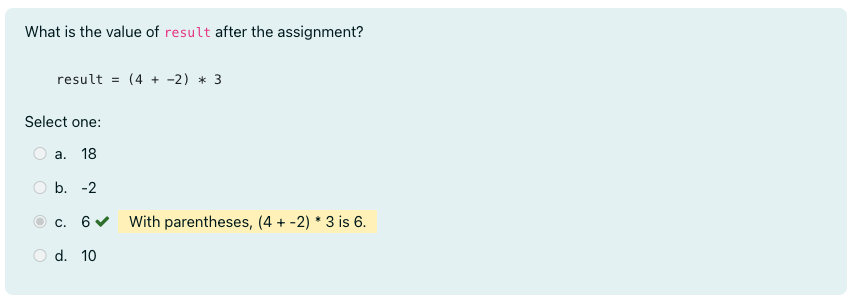 What is the value of result after the assignment?
result = (4 + -2) * 3
Select one:
a. 18
b. -2
c. 6 ✔ With parentheses, (4 + -2) * 3 is 6.
d. 10